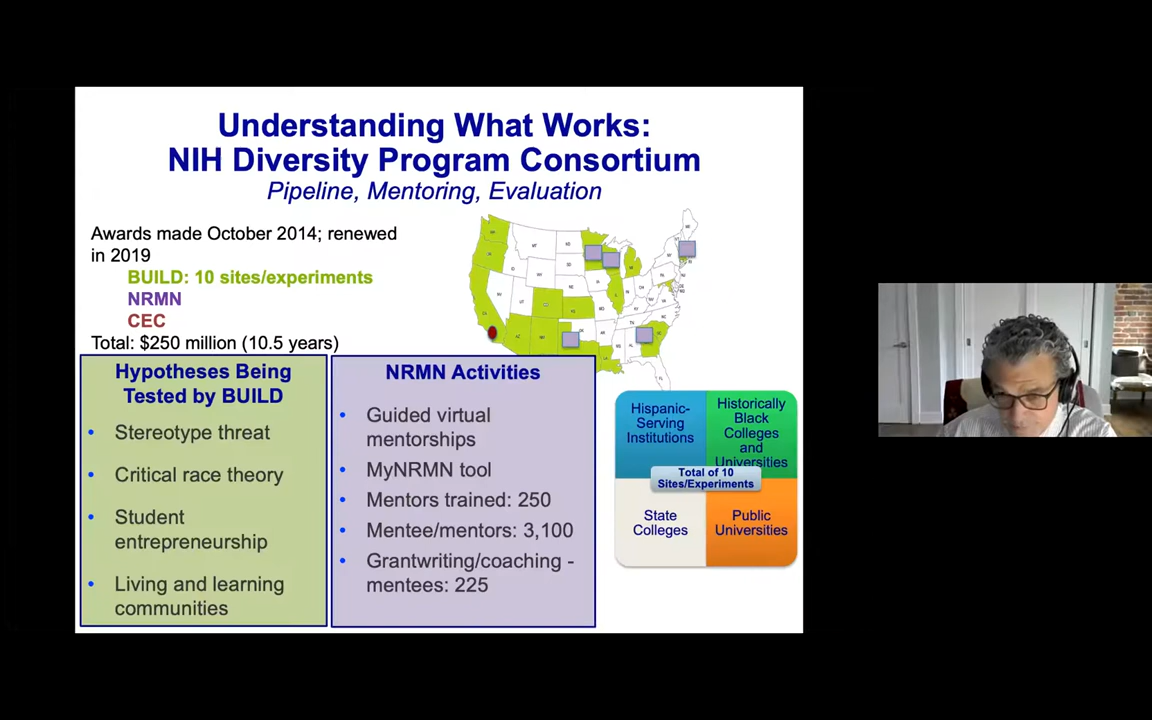 Understanding What Works:
NIH Diversity Program Consortium
Pipeline, Mentoring, Evaluation
Awards made October 2014; renewed
in 2019
BUILD: 10 sites/experiments
NRMN
CEC
Total: $250 million (10.5 years)
Hypotheses Being
Tested by BUILD
• Stereotype threat
• Critical race theory
• Student
entrepreneurship
• Living and learning
communities
NRMN Activities
• Guided virtual
mentorships
• MyNRMN tool
• Mentors trained: 250
• Mentee/mentors: 3,100
• Grantwriting/coaching -
mentees: 225
Hispanic-
Serving
Institutions
Historically
Black
Colleges
and
Universities
Total of 10
Sites/Experiments
State
Colleges
Public
Universities